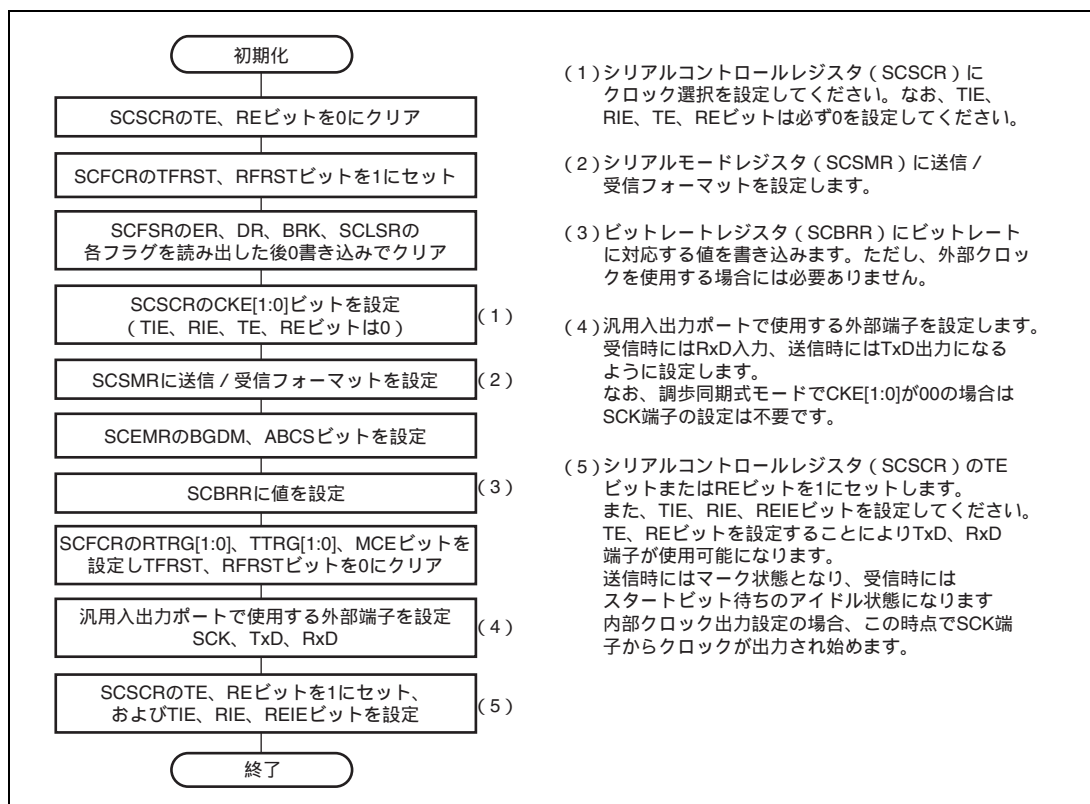 初期化
SCSCRのTE、REビットを0にクリア
SCFCRのTFRST、RFRSTビットを1にセット
SCFSRのER、DR、BRK、SCLSRの
各フラグを読み出した後0書き込みでクリア
SCSCRのCKE[1:0]ビットを設定
（TIE、RIE、TE、REビットは0）
（1）
SCSMRに送信／受信フォーマットを設定
（2）
SCEMRのBGDM、ABCSビットを設定
SCBRRに値を設定
（3）
SCFCRのRTRG[1:0]、TTRG[1:0]、MCEビットを
設定しTFRST、RFRSTビットを0にクリア
汎用入出力ポートで使用する外部端子を設定
SCK、TxD、RxD
（4）
SCSCRのTE、REビットを1にセット、
およびTIE、RIE、REIEビットを設定
（5）
終了
（1）シリアルコントロールレジスタ（SCSCR）に
クロック選択を設定してください。なお、TIE、
RIE、TE、REビットは必ず0を設定してください。
（2）シリアルモードレジスタ（SCSMR）に送信／
受信フォーマットを設定します。
（3）ビットレートレジスタ（SCBRR）にビットレート
に対応する値を書き込みます。ただし、外部クロッ
クを使用する場合には必要ありません。
（4）汎用入出力ポートで使用する外部端子を設定します。
受信時にはRxD入力、送信時にはTxD出力になる
ように設定します。
なお、調歩同期式モードでCKE[1:0]が00の場合は
SCK端子の設定は不要です。
（5）シリアルコントロールレジスタ（SCSCR）のTE
ビットまたはREビットを1にセットします。
また、TIE、RIE、REIEビットを設定してください。
TE、REビットを設定することによりTxD、RxD
端子が使用可能になります。
送信時にはマーク状態となり、受信時には
スタートビット待ちのアイドル状態になります
内部クロック出力設定の場合、この時点でSCK端
子からクロックが出力され始めます。